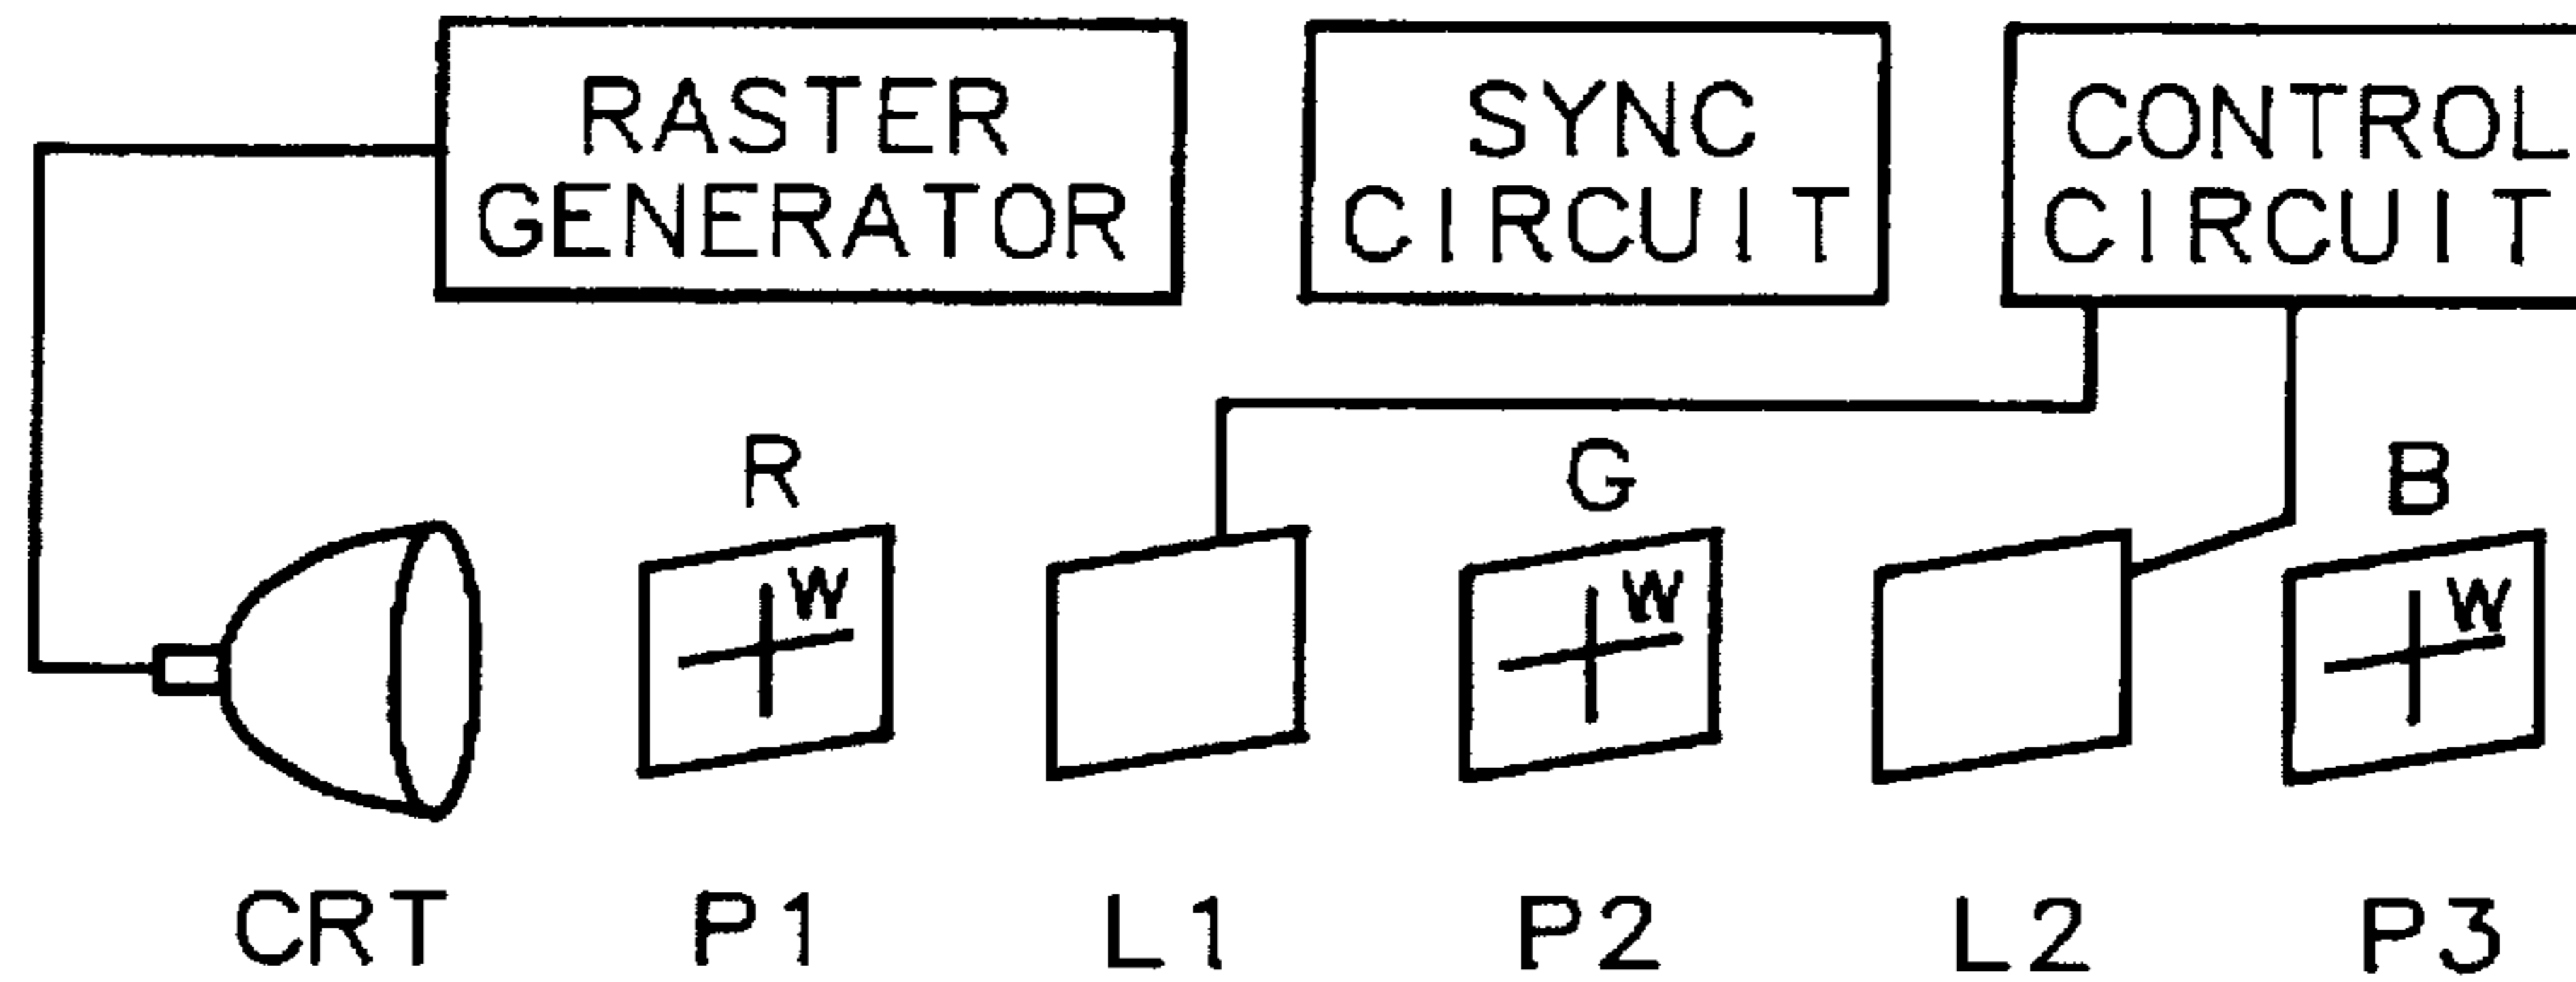 RASTER
GENERATOR
SYNC
CIRCUIT
CONTROL
CIRCUIT
R
G
B
W
W
W
CRT
P1
L1
P2
L2
P3